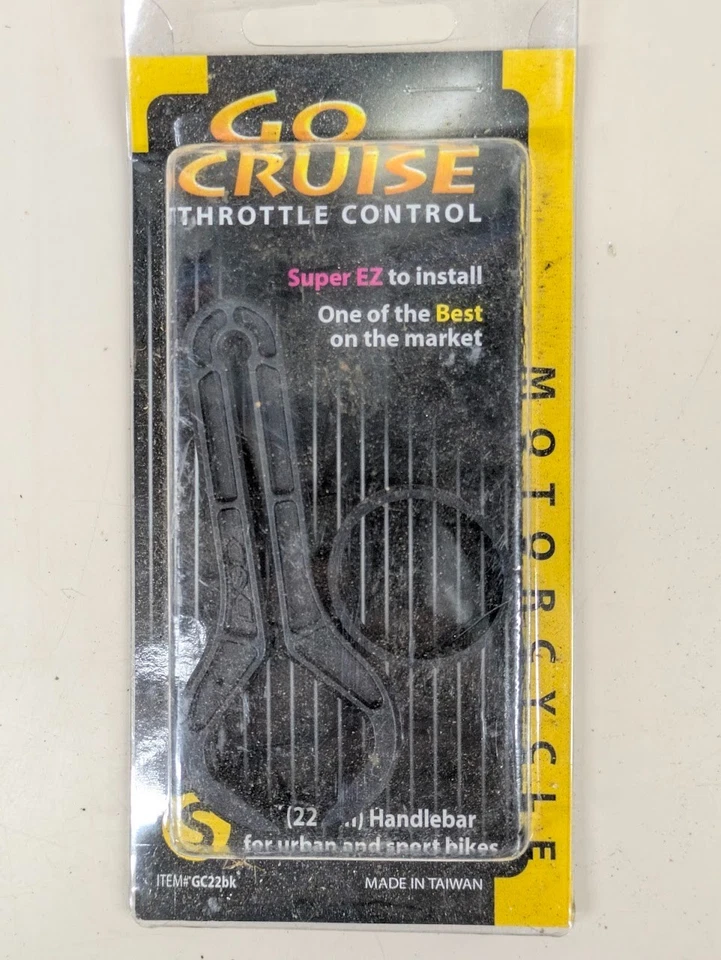 GO
CRUISE
THROTTLE CONTROL
Super EZ to install
One of the Best
on the market
MOTORCYCLE
S
(22 Handlebar
for urban and sport bikes
ITEM# GC22bk
MADE IN TAIWAN